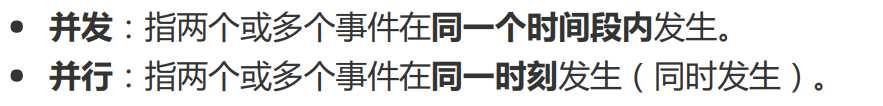 • 并发：指两个或多个事件在同一个时间段内发生。
• 并行：指两个或多个事件在同一时刻发生（同时发生）。